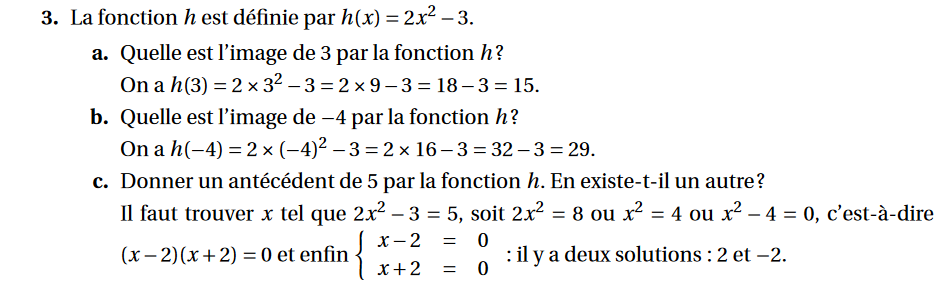 3. La fonction h est définie par h(x) = 2x² – 3.
a. Quelle est l'image de 3 par la fonction h ?
On a h(3) = 2 × 3² – 3 = 2 × 9 – 3 = 18 – 3 = 15.
b. Quelle est l'image de −4 par la fonction h ?
On a h(−4) = 2 × (−4)² – 3 = 2 × 16 – 3 = 32 – 3 = 29.
c. Donner un antécédent de 5 par la fonction h. En existe-t-il un autre ?
Il faut trouver x tel que 2x² – 3 = 5, soit 2x² = 8 ou x² = 4 ou x² – 4 = 0, c'est-à-dire
(x – 2)(x + 2) = 0 et enfin { x – 2 = 0
x + 2 = 0 : il y a deux solutions : 2 et −2.